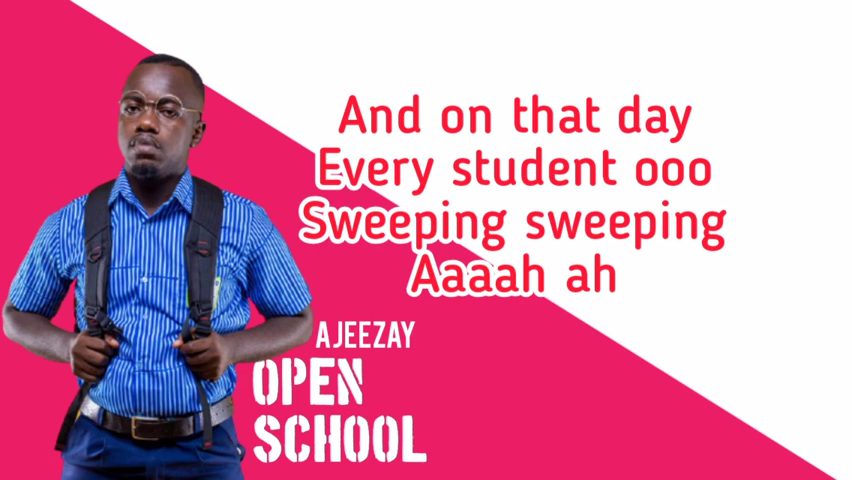 And on that day
Every student ooo
Sweeping sweeping
Aaaah ah
AJEEZAY
OPEN
SCHOOL